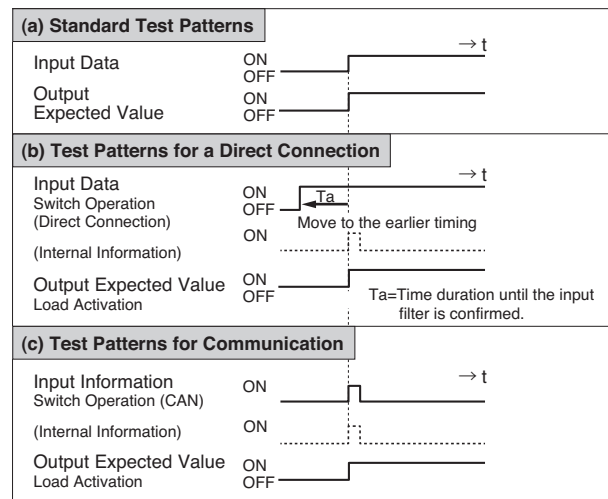 (a) Standard Test Patterns
→ t
Input Data ON
OFF
Output ON
Expected Value OFF
(b) Test Patterns for a Direct Connection
Input Data → t
Switch Operation ON
(Direct Connection) OFF
Ta
Move to the earlier timing
(Internal Information) ON
Output Expected Value ON
Load Activation OFF
Ta=Time duration until the input
filter is confirmed.
(c) Test Patterns for Communication
Input Information ON → t
Switch Operation (CAN)
(Internal Information) ON
Output Expected Value ON
Load Activation OFF